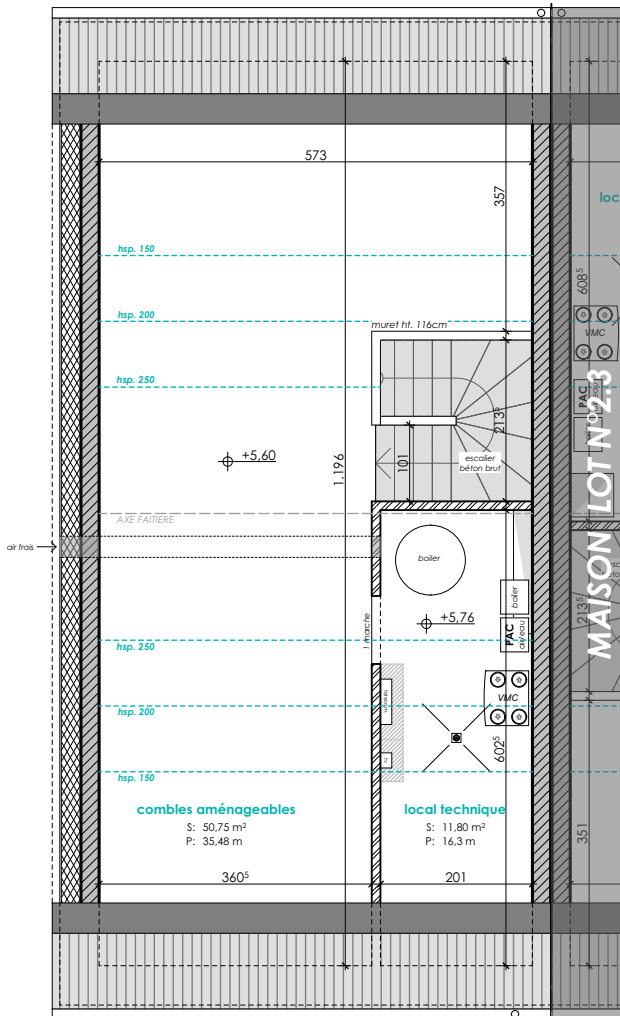 573
357
loc
hsp. 150
608⁵
hsp. 200
muret ht. 116cm
VMC
hsp. 250
PAC
213⁵
MAISON LOT N°2.3
+5,60
1.196
101
escalier
béton brut
AXE FAITIERE
air frais
boiler
boiler
1 marche
+5,76
PAC
air/eau
213⁵
hsp. 250
VMC
hsp. 200
602⁵
hsp. 150
combles aménageables
S: 50,75 m²
P: 35,48 m
local technique
S: 11,80 m²
P: 16,3 m
351
360⁵
201